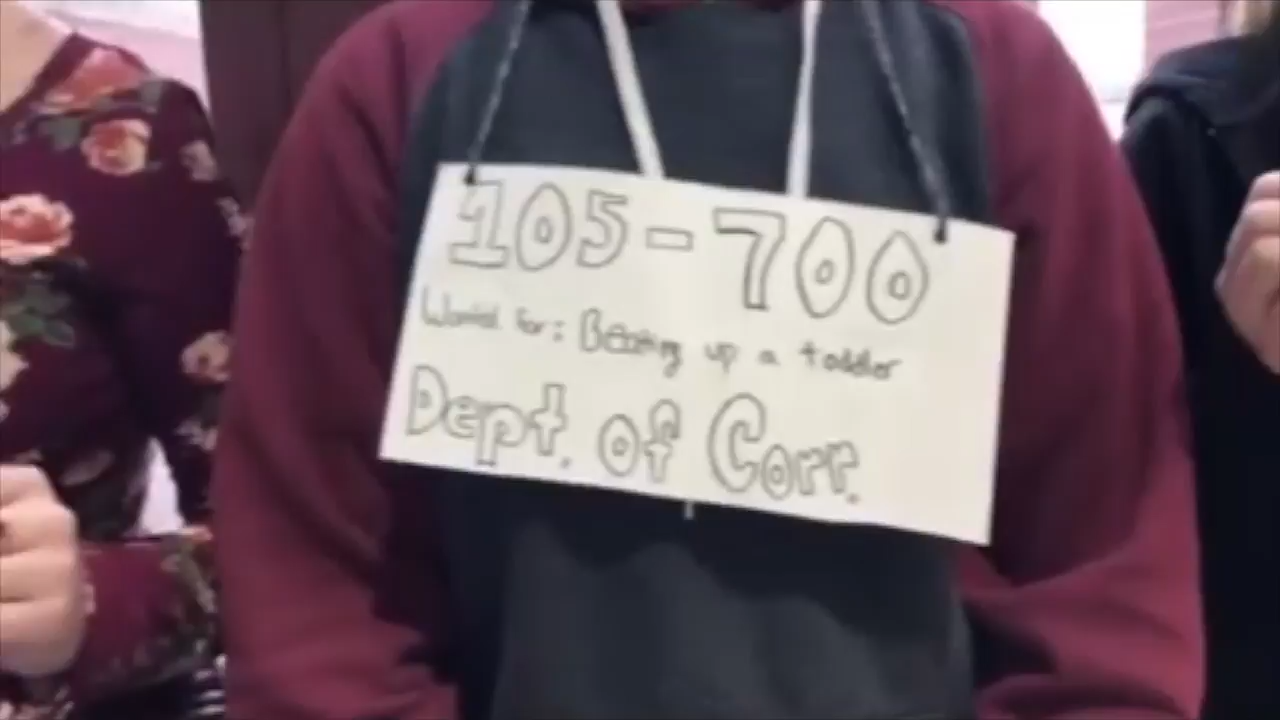 105-700
Wanted for: Beating up a toddler
Dept. of Corr.